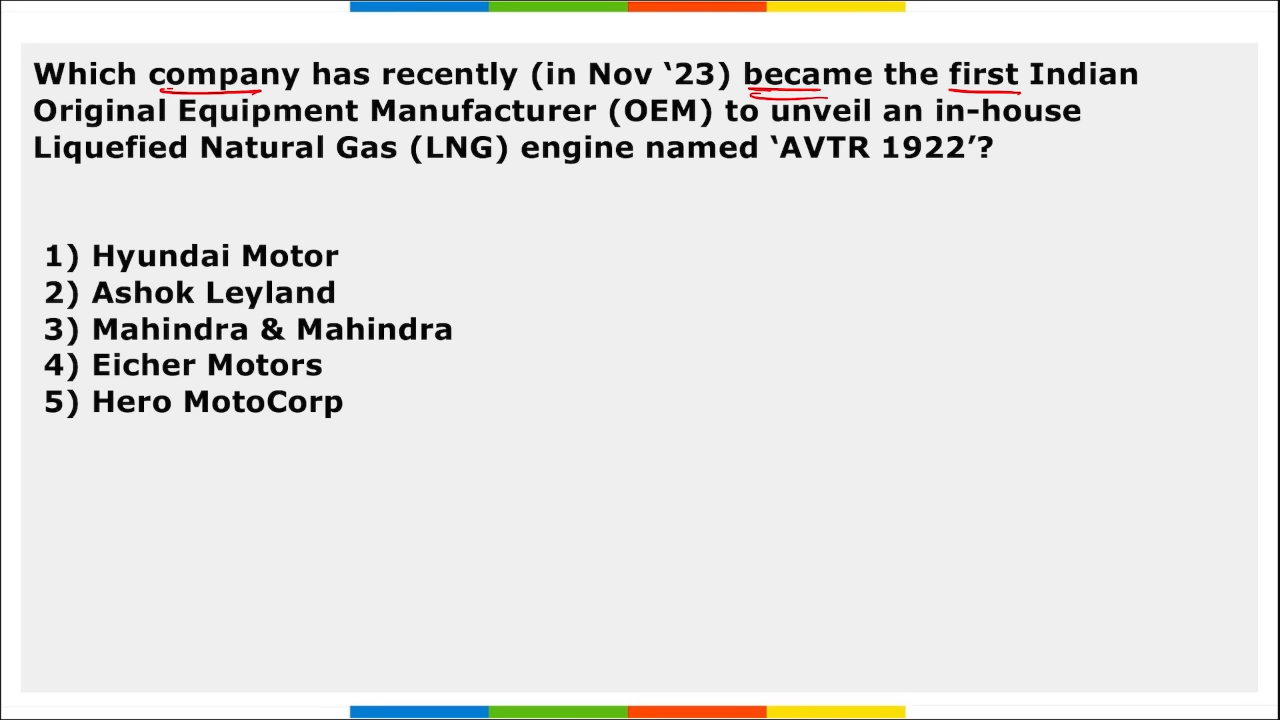 Which company has recently (in Nov ‘23) became the first Indian
Original Equipment Manufacturer (OEM) to unveil an in-house
Liquefied Natural Gas (LNG) engine named ‘AVTR 1922’?
1) Hyundai Motor
2) Ashok Leyland
3) Mahindra & Mahindra
4) Eicher Motors
5) Hero MotoCorp